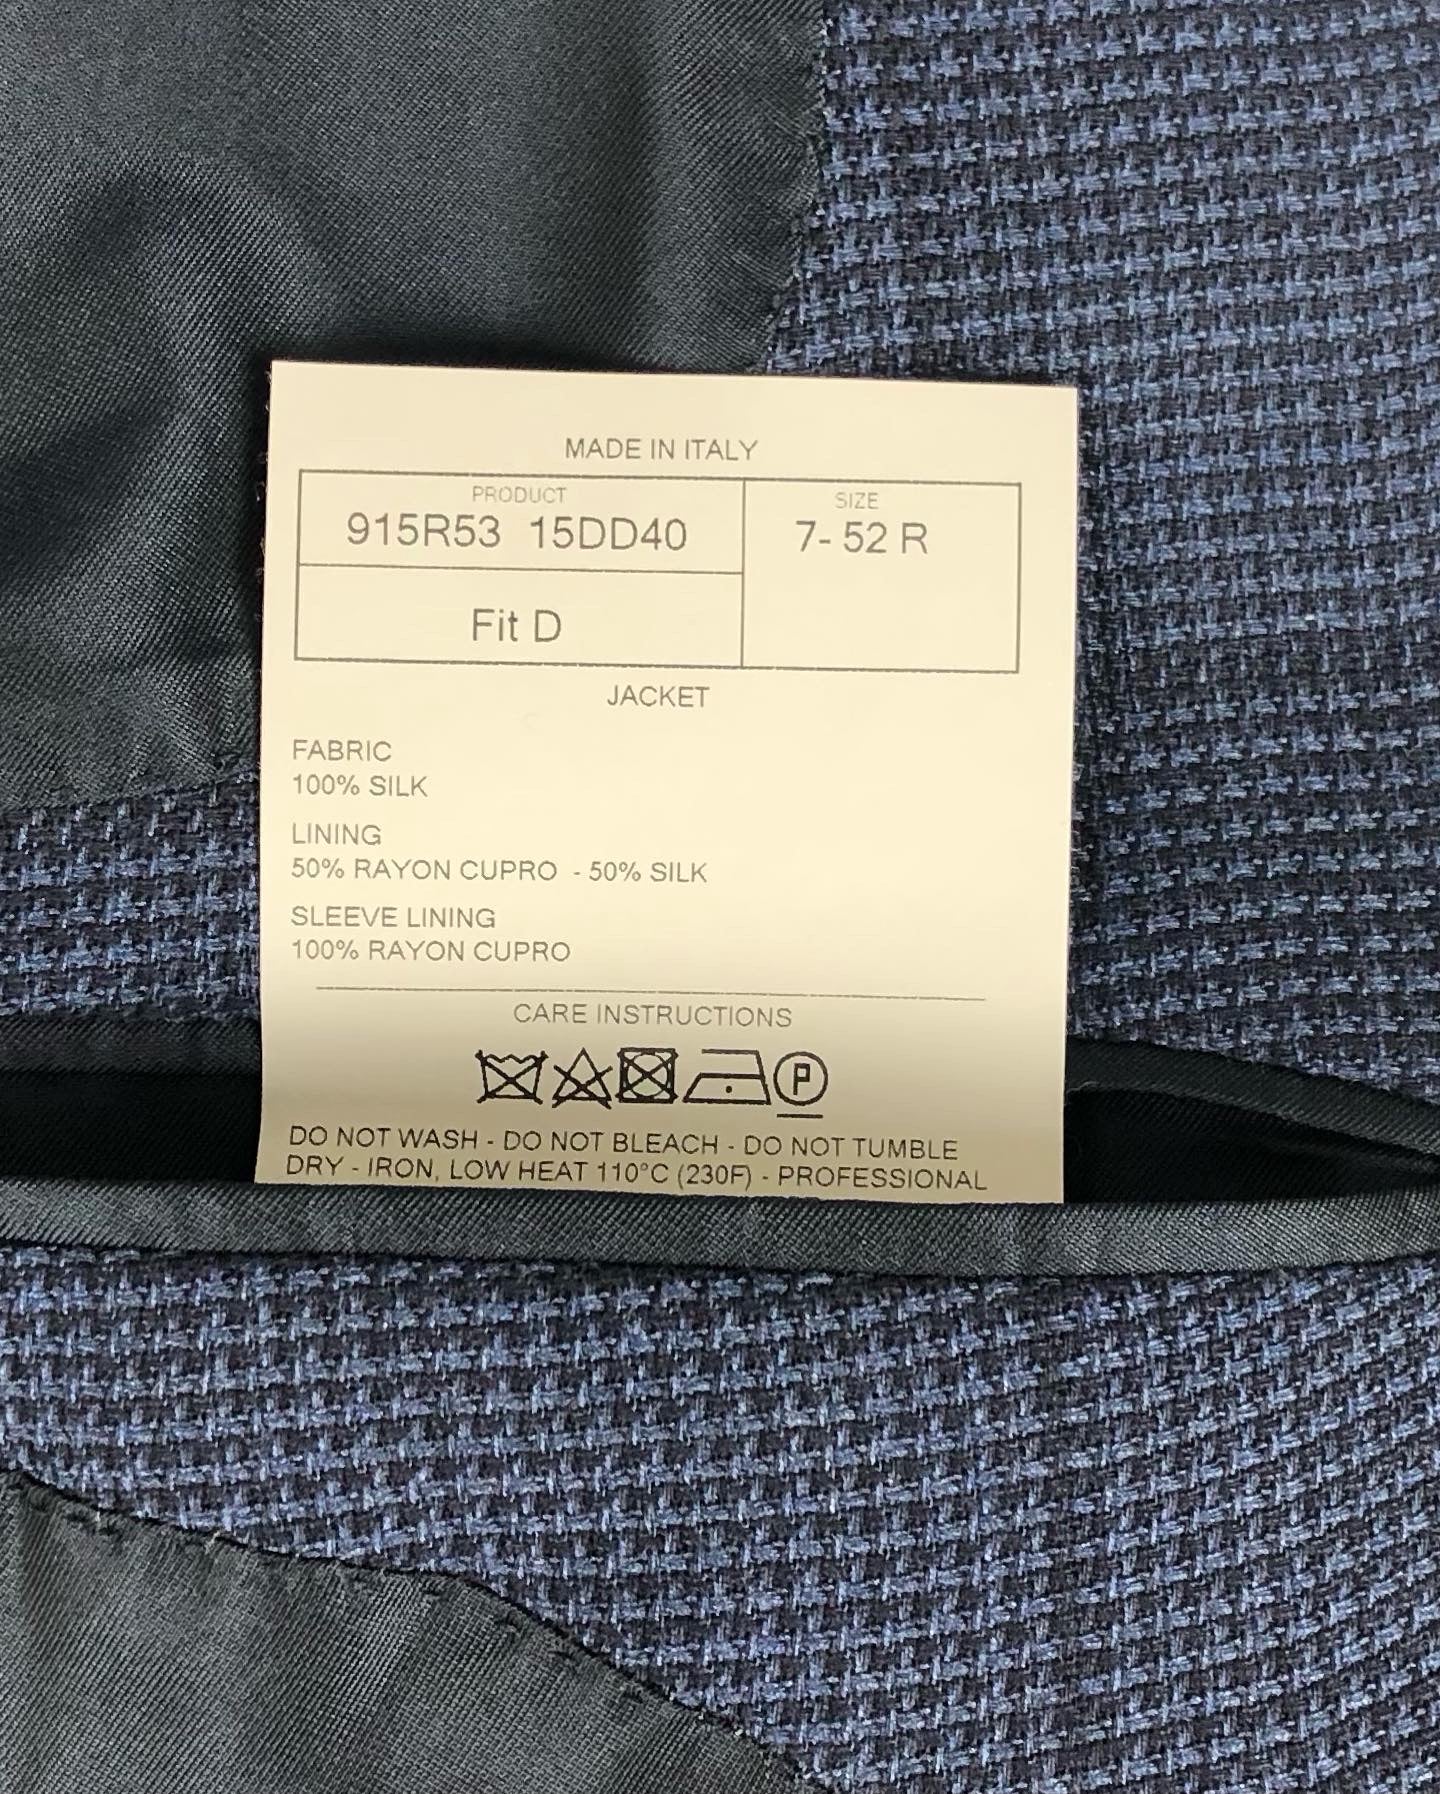 MADE IN ITALY
PRODUCT
915R53 15DD40
SIZE
7- 52 R
Fit D
JACKET
FABRIC
100% SILK
LINING
50% RAYON CUPRO - 50% SILK
SLEEVE LINING
100% RAYON CUPRO
CARE INSTRUCTIONS
P
DO NOT WASH - DO NOT BLEACH - DO NOT TUMBLE
DRY - IRON, LOW HEAT 110°C (230F) - PROFESSIONAL